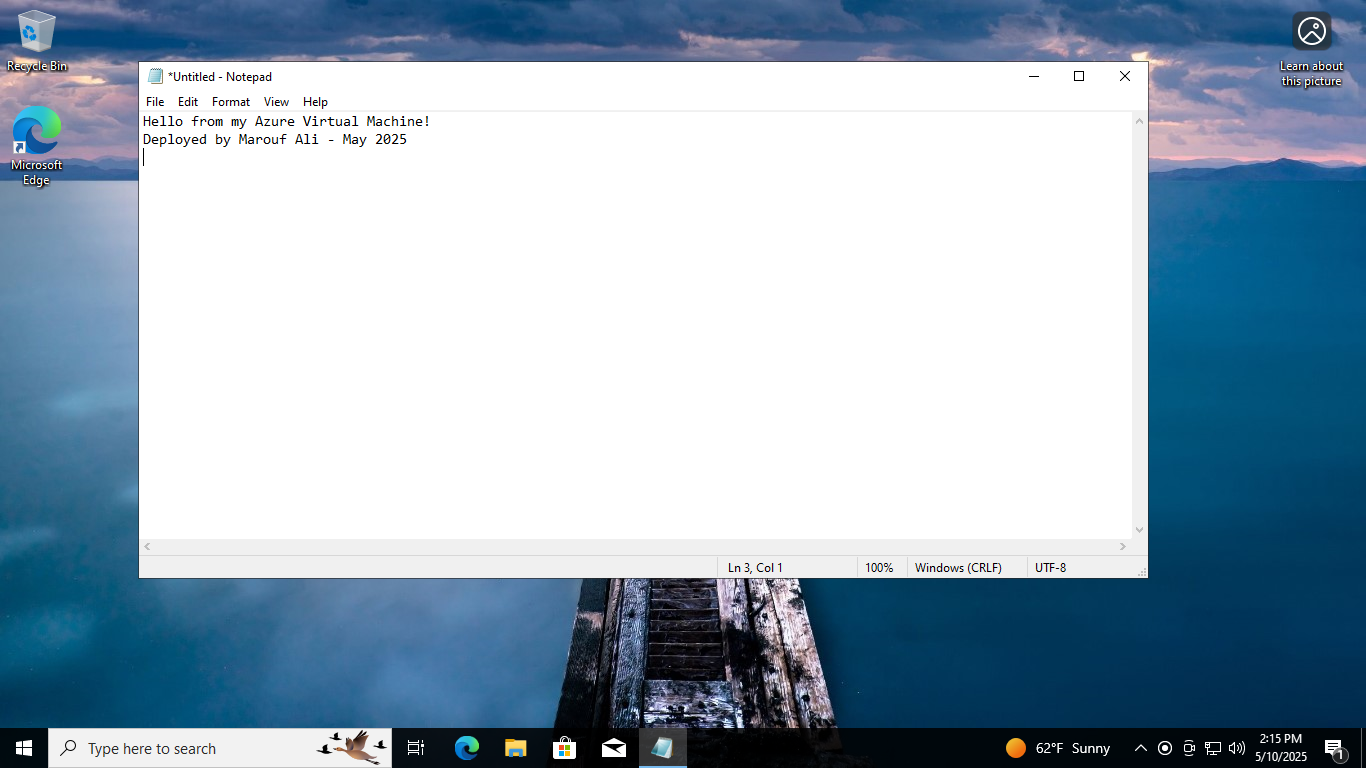 Recycle Bin
Microsoft
Edge
Learn about
this picture
*Untitled - Notepad
File Edit Format View Help
Hello from my Azure Virtual Machine!
Deployed by Marouf Ali - May 2025
Ln 3, Col 1 100% Windows (CRLF) UTF-8
Type here to search
62°F Sunny
2:15 PM
5/10/2025
1